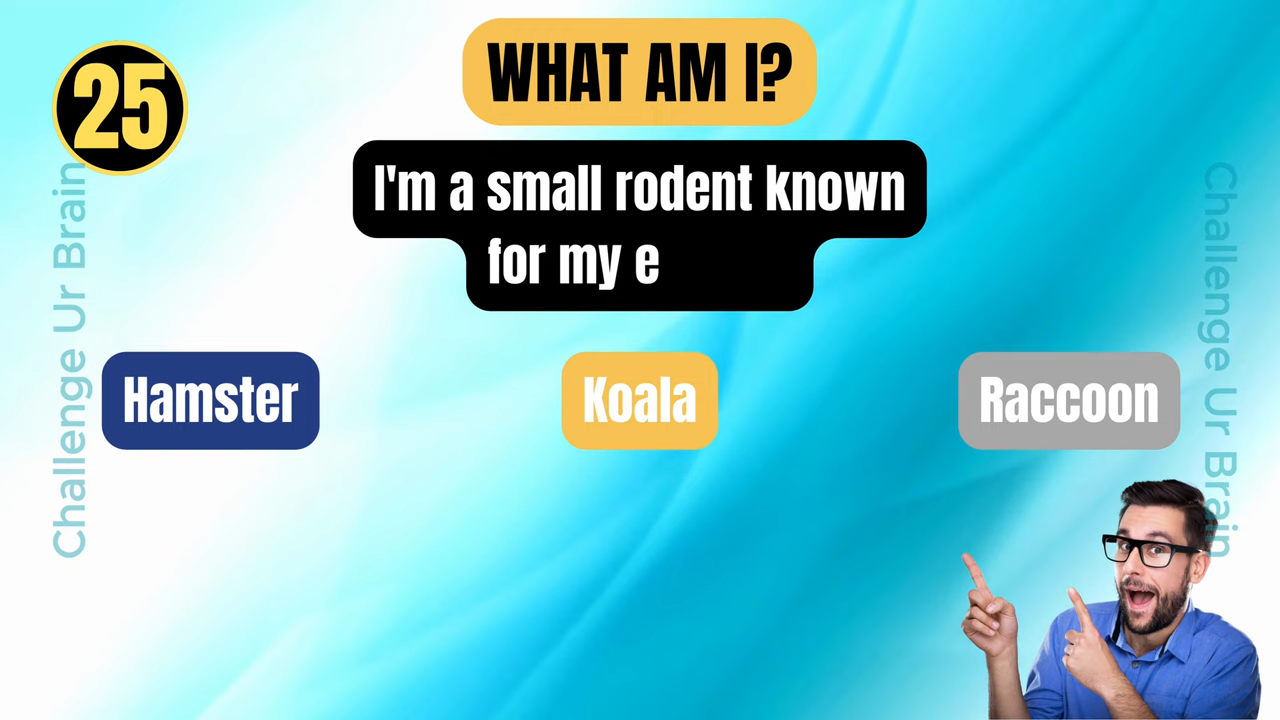 WHAT AM I?
25
I'm a small rodent known
for my e
Hamster
Koala
Raccoon
Challenge Ur Brain
Challenge Ur Brain